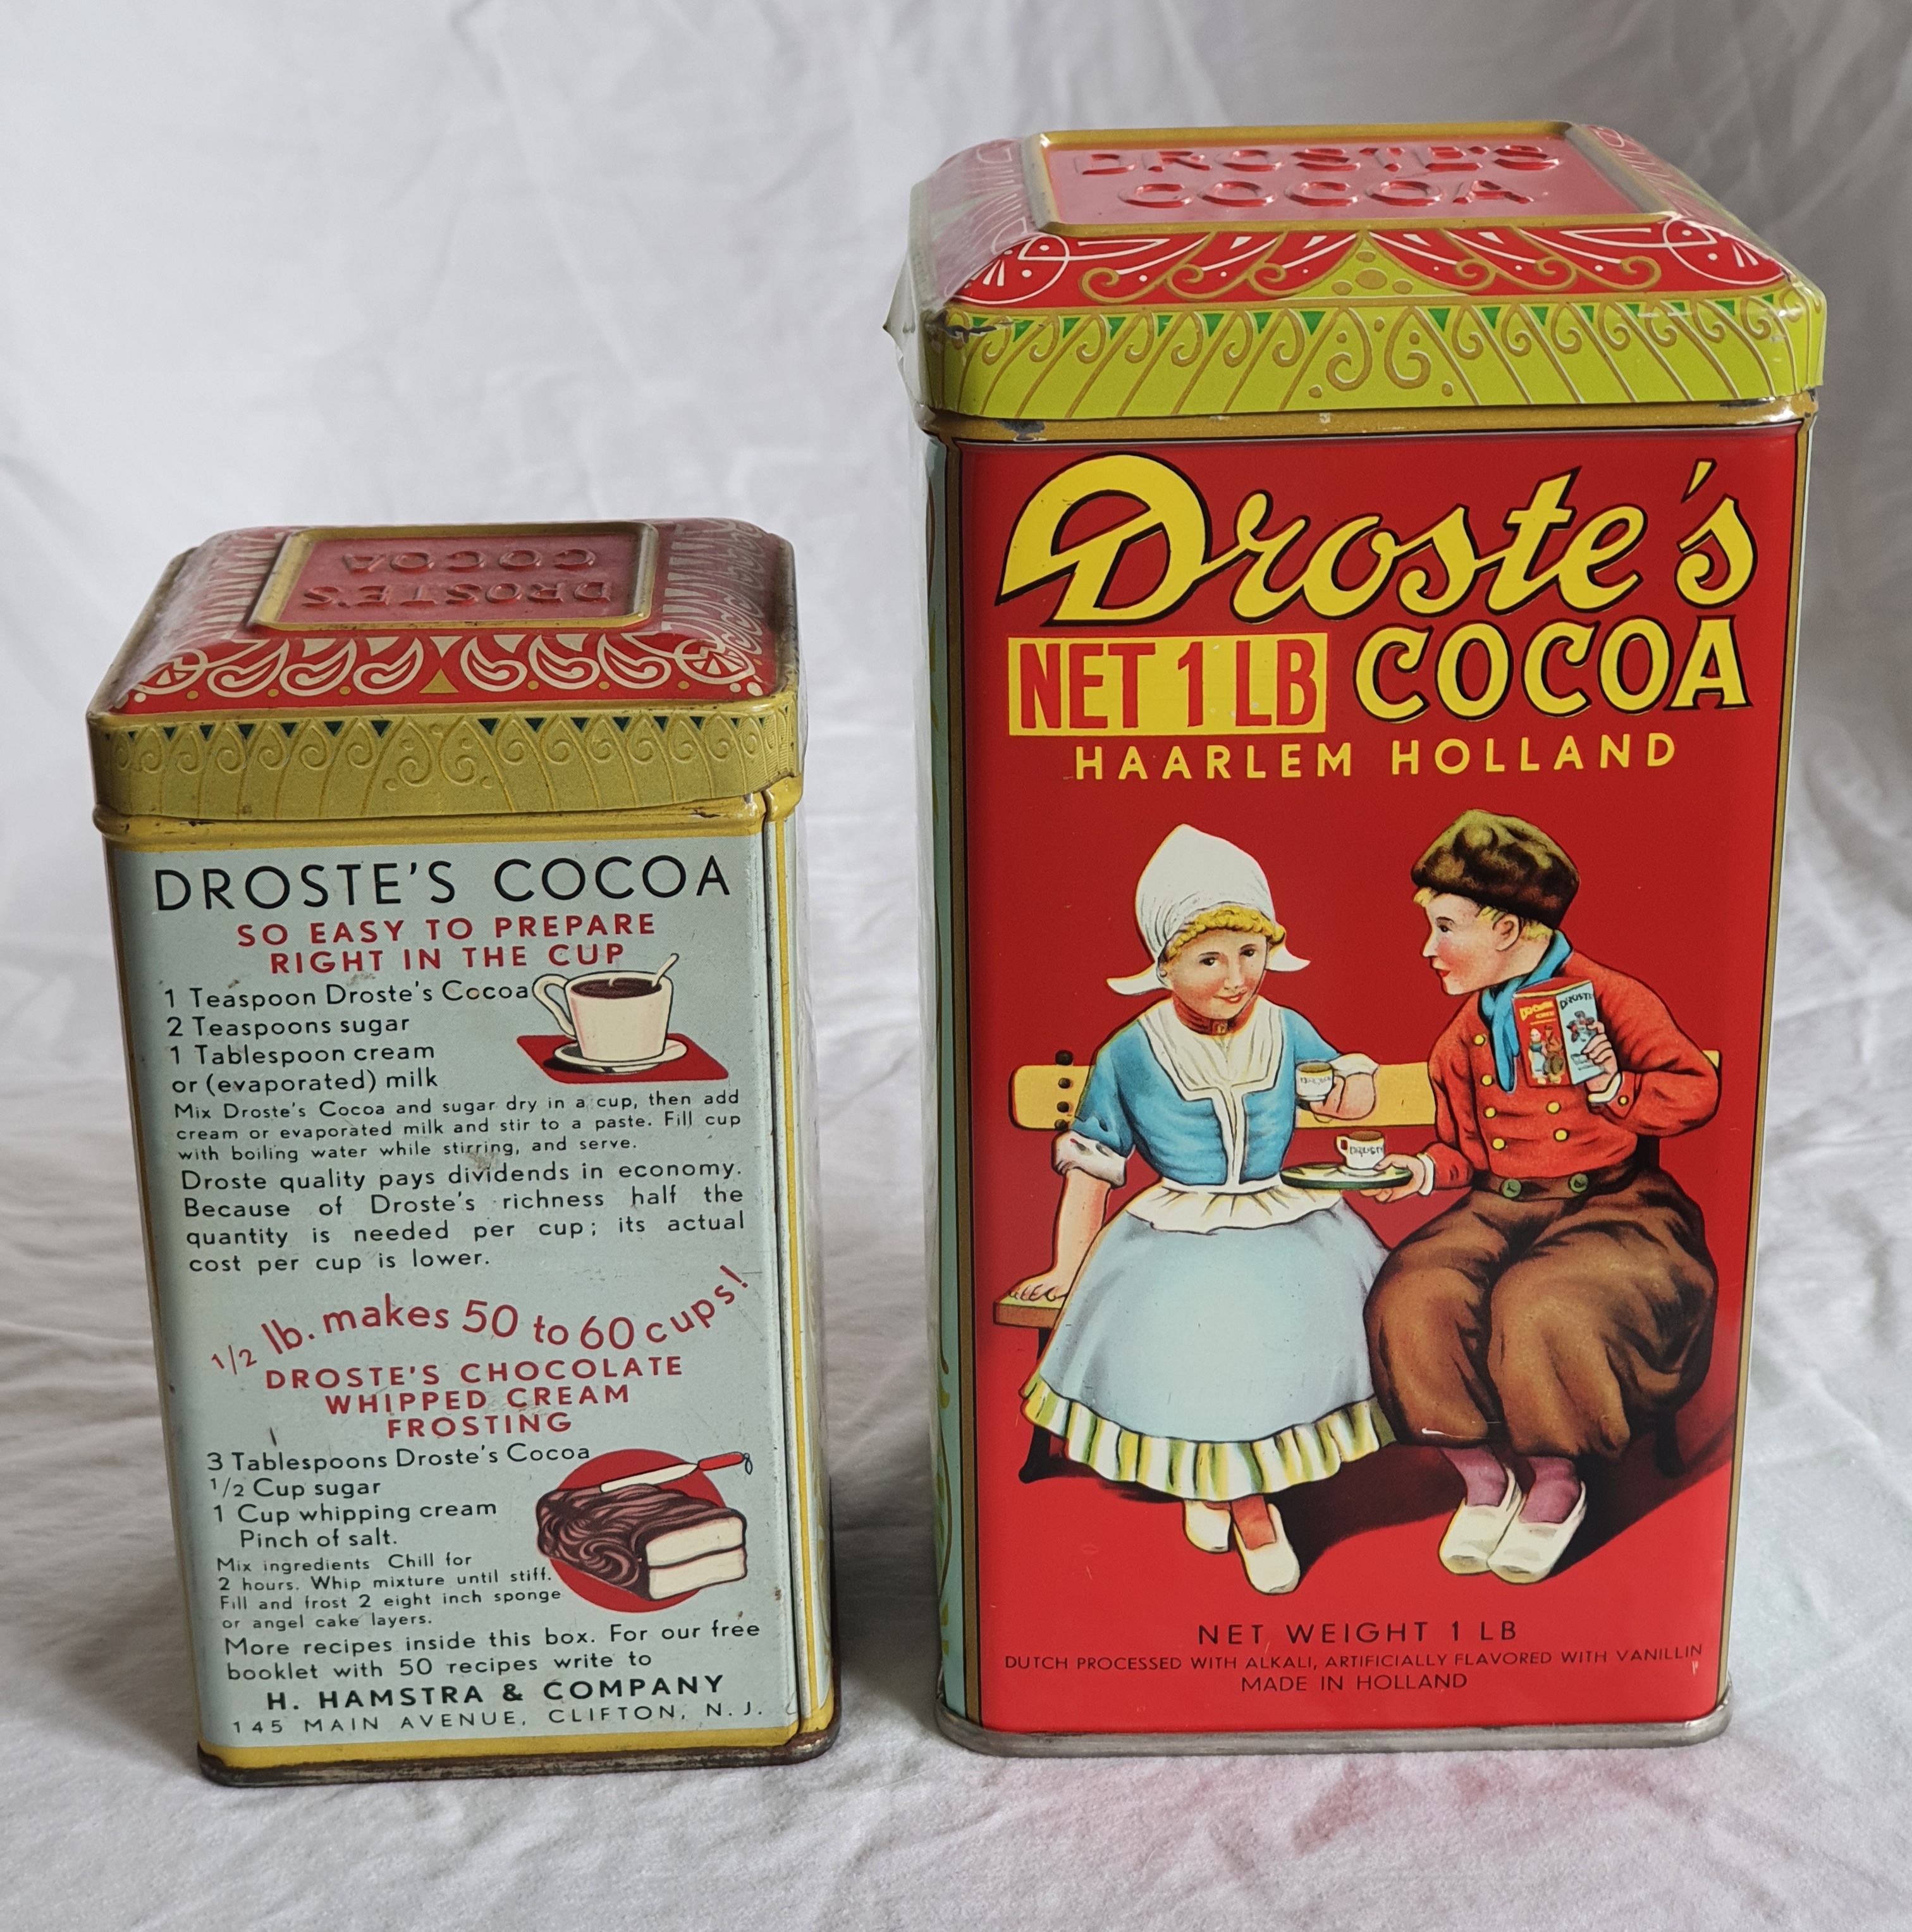 DROSTE'S
COCOA
DROSTE'S COCOA
SO EASY TO PREPARE
RIGHT IN THE CUP
1 Teaspoon Droste's Cocoa
2 Teaspoons sugar
1 Tablespoon cream
or (evaporated) milk
Mix Droste's Cocoa and sugar dry in a cup, then add
cream or evaporated milk and stir to a paste. Fill cup
with boiling water while stirring, and serve.
Droste quality pays dividends in economy.
Because of Droste's richness half the
quantity is needed per cup; its actual
cost per cup is lower.
1/2 lb. makes 50 to 60 cups!
DROSTE'S CHOCOLATE
WHIPPED CREAM
FROSTING
3 Tablespoons Droste's Cocoa
1/2 Cup sugar
1 Cup whipping cream
Pinch of salt.
Mix ingredients Chill for
2 hours. Whip mixture until stiff.
Fill and frost 2 eight inch sponge
or angel cake layers.
More recipes inside this box. For our free
booklet with 50 recipes write to
H. HAMSTRA & COMPANY
145 MAIN AVENUE, CLIFTON, N.J.
DROSTE'S
COCOA
Droste's
NET 1 LB COCOA
HAARLEM HOLLAND
NET WEIGHT 1 LB
DUTCH PROCESSED WITH ALKALI, ARTIFICIALLY FLAVORED WITH VANILLIN
MADE IN HOLLAND